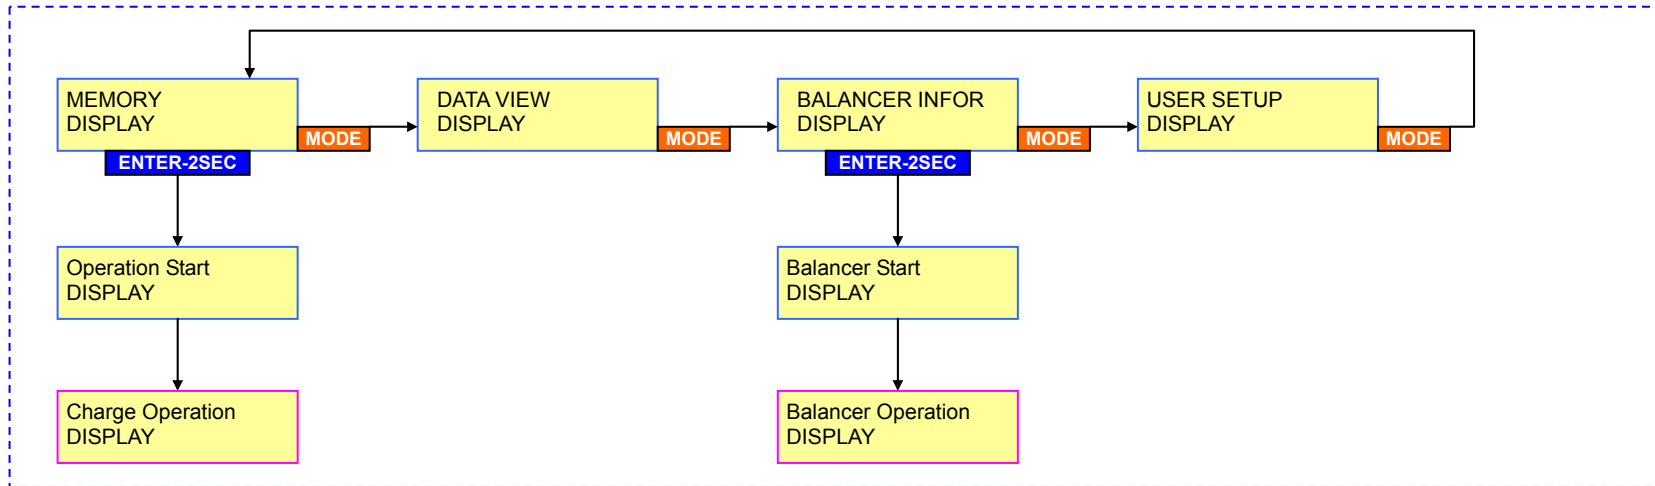 MEMORY
DISPLAY
MODE
DATA VIEW
DISPLAY
MODE
BALANCER INFOR
DISPLAY
MODE
USER SETUP
DISPLAY
MODE
ENTER-2SEC
ENTER-2SEC
Operation Start
DISPLAY
Balancer Start
DISPLAY
Charge Operation
DISPLAY
Balancer Operation
DISPLAY